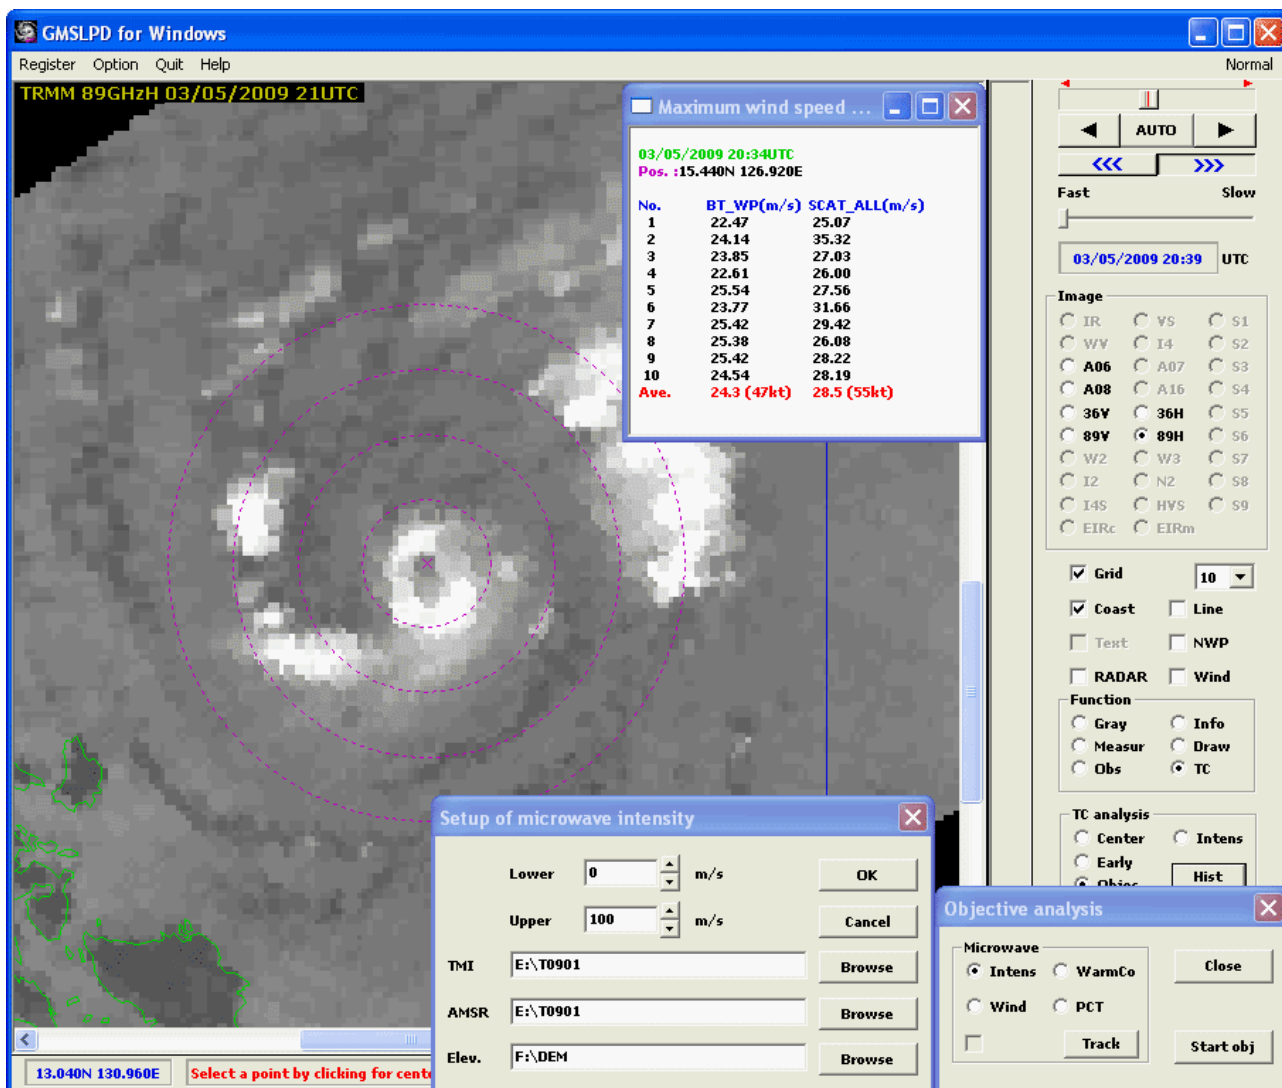 GMSLPD for Windows
Register Option Quit Help Normal
TRMM 89GHzH 03/05/2009 21UTC
Maximum wind speed ...
03/05/2009 20:34UTC
Pos. :15.440N 126.920E
No. BT_WP(m/s) SCAT_ALL(m/s)
1 22.47 25.07
2 24.14 35.32
3 23.85 27.03
4 22.61 26.00
5 25.54 27.56
6 23.77 31.66
7 25.42 29.42
8 25.38 26.08
9 25.42 28.22
10 24.54 28.19
Ave. 24.3 (47kt) 28.5 (55kt)
AUTO
<<< >>>
Fast Slow
03/05/2009 20:39 UTC
Image
IR VS S1
WV I4 S2
A06 A07 S3
A08 A16 S4
36V 36H S5
89V 89H S6
W2 W3 S7
I2 N2 S8
I4S HVS S9
EIRc EIRm
Grid 10
Coast Line
Text NWP
RADAR Wind
Function
Gray Info
Measur Draw
Obs TC
TC analysis
Center Intens
Early
Objec Hist
Setup of microwave intensity
Lower 0 m/s OK
Upper 100 m/s Cancel
TMI E:\T0901 Browse
AMSR E:\T0901 Browse
Elev. F:\DEM Browse
Objective analysis
Microwave
Intens WarmCo Close
Wind PCT
Track Start obj
13.040N 130.960E Select a point by clicking for cent